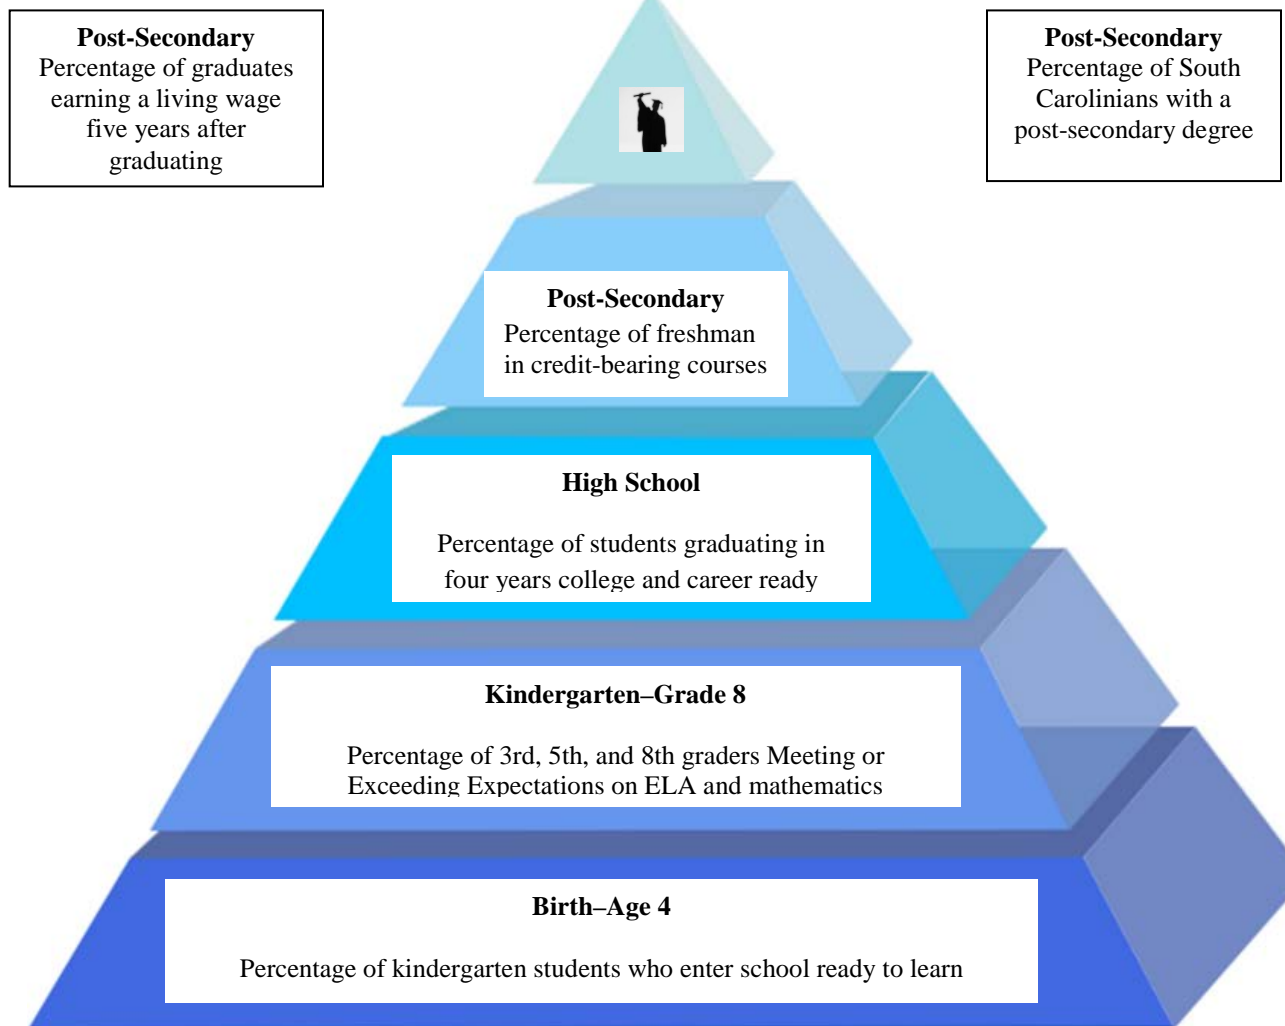 Post-Secondary
Percentage of graduates
earning a living wage
five years after
graduating
Post-Secondary
Percentage of South
Carolinians with a
post-secondary degree
Post-Secondary
Percentage of freshman
in credit-bearing courses
High School
Percentage of students graduating in
four years college and career ready
Kindergarten–Grade 8
Percentage of 3rd, 5th, and 8th graders Meeting or
Exceeding Expectations on ELA and mathematics
Birth–Age 4
Percentage of kindergarten students who enter school ready to learn